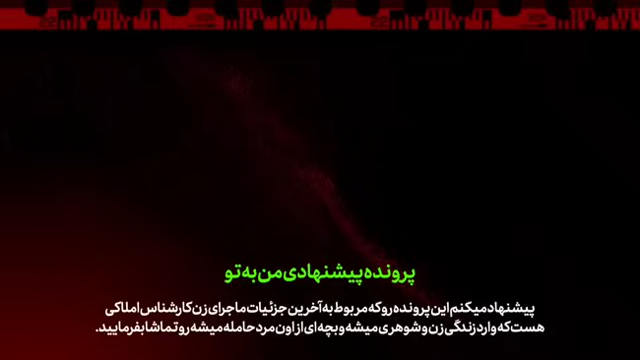 پرونده پیشنهادی من به تو
پیشنهاد میکنم این پرونده رو که مربوط به آخرین جزئیات ماجرای زن کارشناس املاکی
هست که وارد زندگی زن و شوهری میشه و بچه ای از اون مرد حامله میشه رو تماشا بفرمایید.